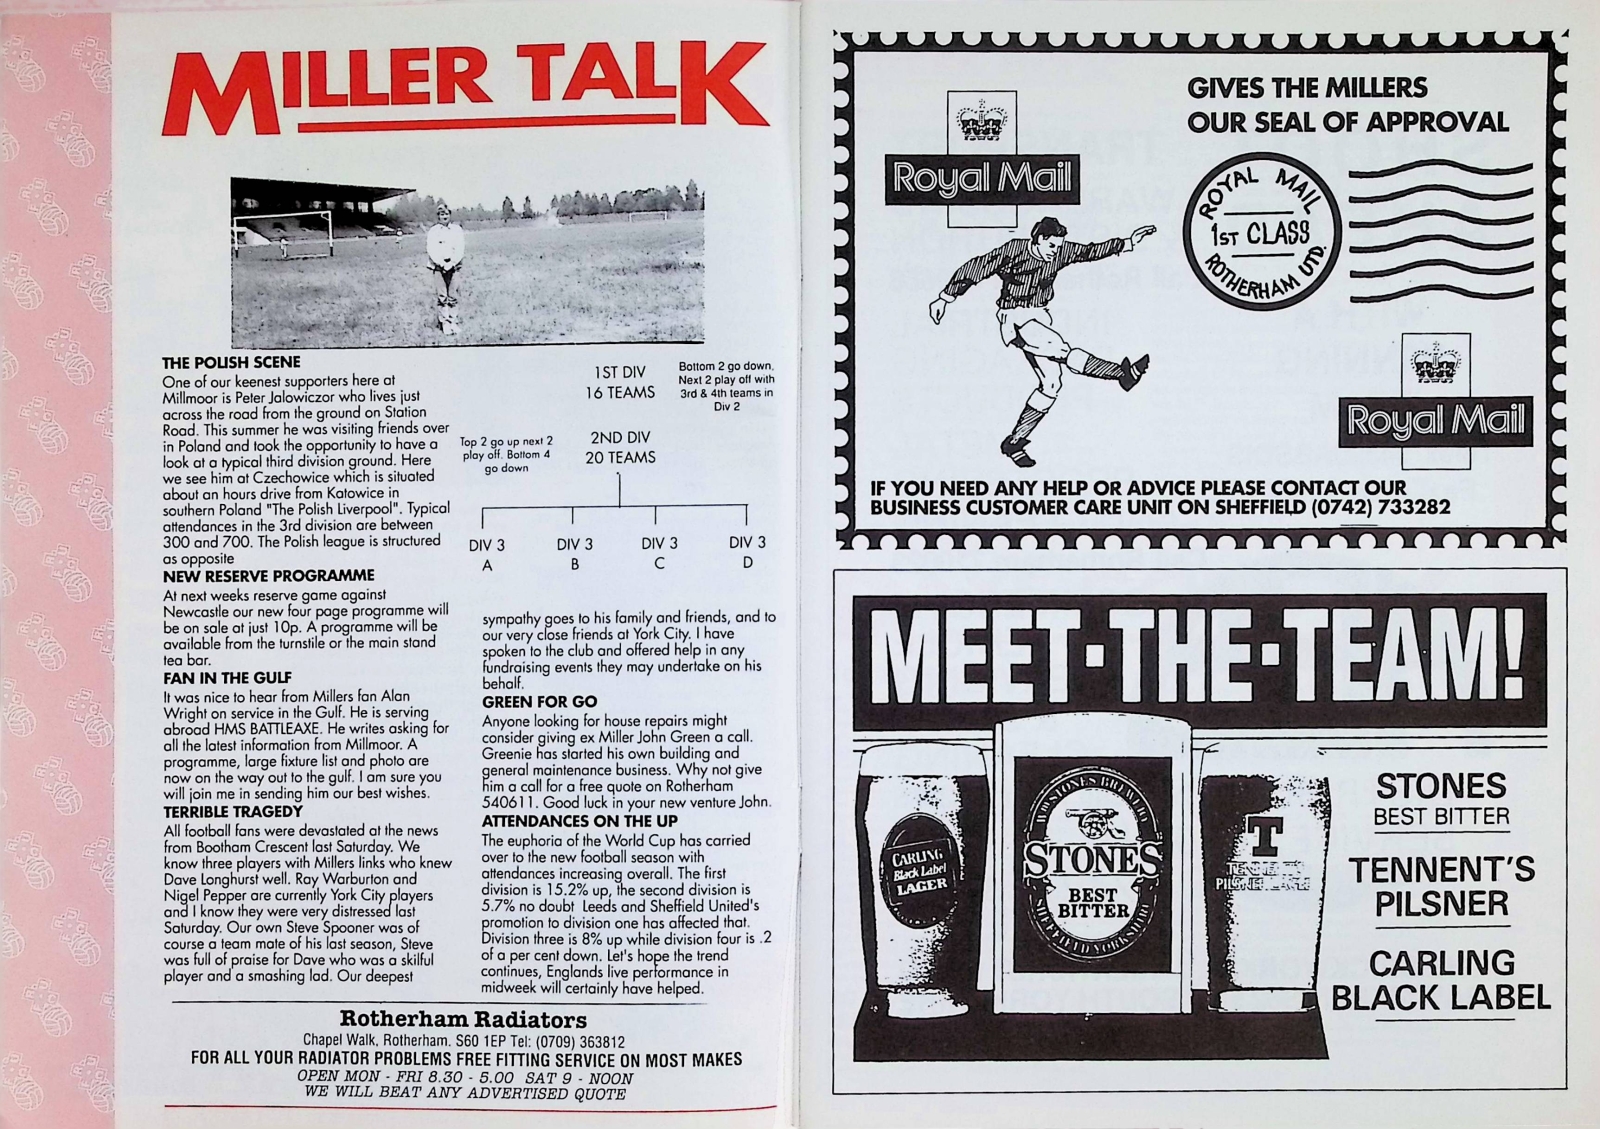 MILLER TALK
THE POLISH SCENE
One of our keenest supporters here at
Millmoor is Peter Jalowiczor who lives just
across the road from the ground on Station
Road. This summer he was visiting friends over
in Poland and took the opportunity to have a
look at a typical third division ground. Here
we see him at Czechowice which is situated
about an hours drive from Katowice in
southern Poland "The Polish Liverpool". Typical
attendances in the 3rd division are between
300 and 700. The Polish league is structured
as opposite
NEW RESERVE PROGRAMME
At next weeks reserve game against
Newcastle our new four page programme will
be on sale at just 10p. A programme will be
available from the turnstile or the main stand
tea bar.
FAN IN THE GULF
It was nice to hear from Millers fan Alan
Wright on service in the Gulf. He is serving
abroad HMS BATTLEAXE. He writes asking for
all the latest information from Millmoor. A
programme, large fixture list and photo are
now on the way out to the gulf. I am sure you
will join me in sending him our best wishes.
TERRIBLE TRAGEDY
All football fans were devastated at the news
from Bootham Crescent last Saturday. We
know three players with Millers links who knew
Dave Longhurst well. Ray Warburton and
Nigel Pepper are currently York City players
and I know they were very distressed last
Saturday. Our own Steve Spooner was of
course a team mate of his last season, Steve
was full of praise for Dave who was a skilful
player and a smashing lad. Our deepest
1ST DIV
16 TEAMS
Bottom 2 go down,
Next 2 play off with
3rd & 4th teams in
Div 2
Top 2 go up next 2
play off. Bottom 4
go down
2ND DIV
20 TEAMS
DIV 3 DIV 3 DIV 3 DIV 3
A B C D
sympathy goes to his family and friends, and to
our very close friends at York City. I have
spoken to the club and offered help in any
fundraising events they may undertake on his
behalf.
GREEN FOR GO
Anyone looking for house repairs might
consider giving ex Miller John Green a call.
Greenie has started his own building and
general maintenance business. Why not give
him a call for a free quote on Rotherham
540611. Good luck in your new venture John.
ATTENDANCES ON THE UP
The euphoria of the World Cup has carried
over to the new football season with
attendances increasing overall. The first
division is 15.2% up, the second division is
5.7% no doubt Leeds and Sheffield United's
promotion to division one has affected that.
Division three is 8% up while division four is .2
of a per cent down. Let's hope the trend
continues, Englands live performance in
midweek will certainly have helped.
Rotherham Radiators
Chapel Walk, Rotherham. S60 1EP Tel: (0709) 363812
FOR ALL YOUR RADIATOR PROBLEMS FREE FITTING SERVICE ON MOST MAKES
OPEN MON - FRI 8.30 - 5.00 SAT 9 - NOON
WE WILL BEAT ANY ADVERTISED QUOTE
GIVES THE MILLERS
OUR SEAL OF APPROVAL
Royal Mail
ROYAL MAIL
1ST CLASS
ROTHERHAM UTD.
Royal Mail
IF YOU NEED ANY HELP OR ADVICE PLEASE CONTACT OUR
BUSINESS CUSTOMER CARE UNIT ON SHEFFIELD (0742) 733282
MEET·THE·TEAM!
CARLING
Black Label
LAGER
STONES
BEST
BITTER
SHEFFIELD YORKSHIRE
T
TENNENT'S
PILSNER LAGER
STONES
BEST BITTER
TENNENT'S
PILSNER
CARLING
BLACK LABEL